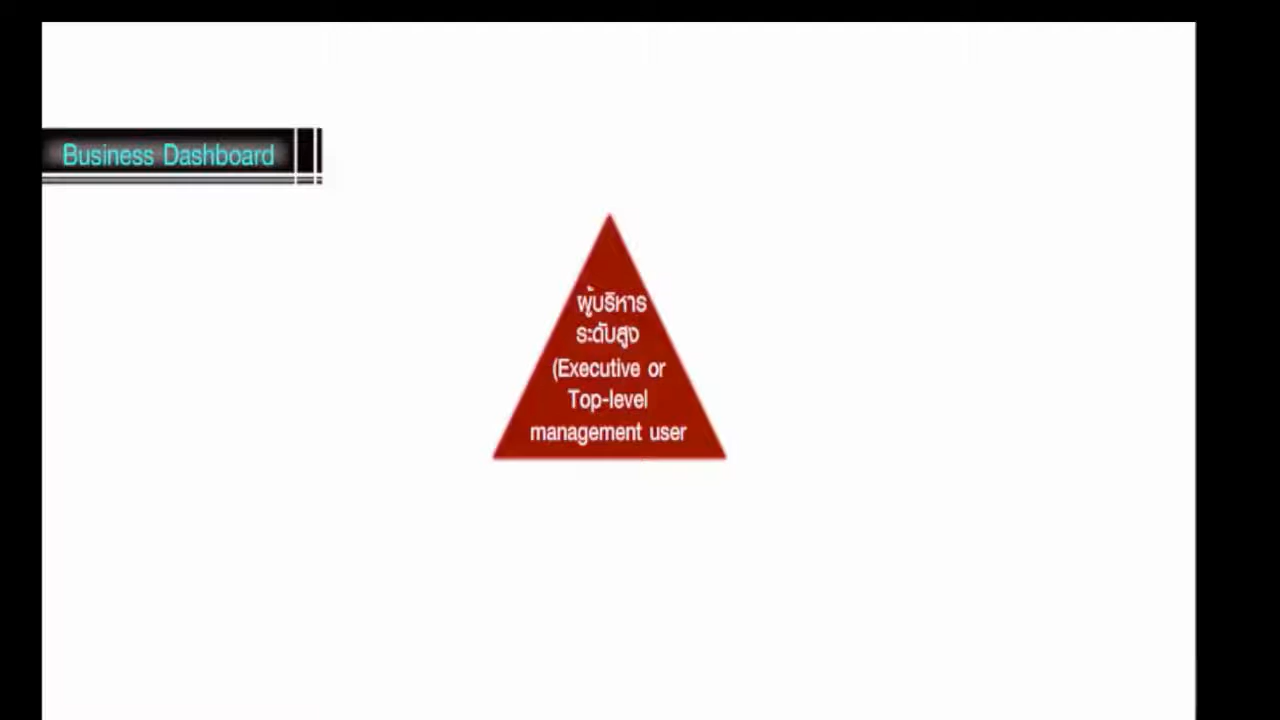 Business Dashboard
ผู้บริหาร
ระดับสูง
(Executive or
Top-level
management user